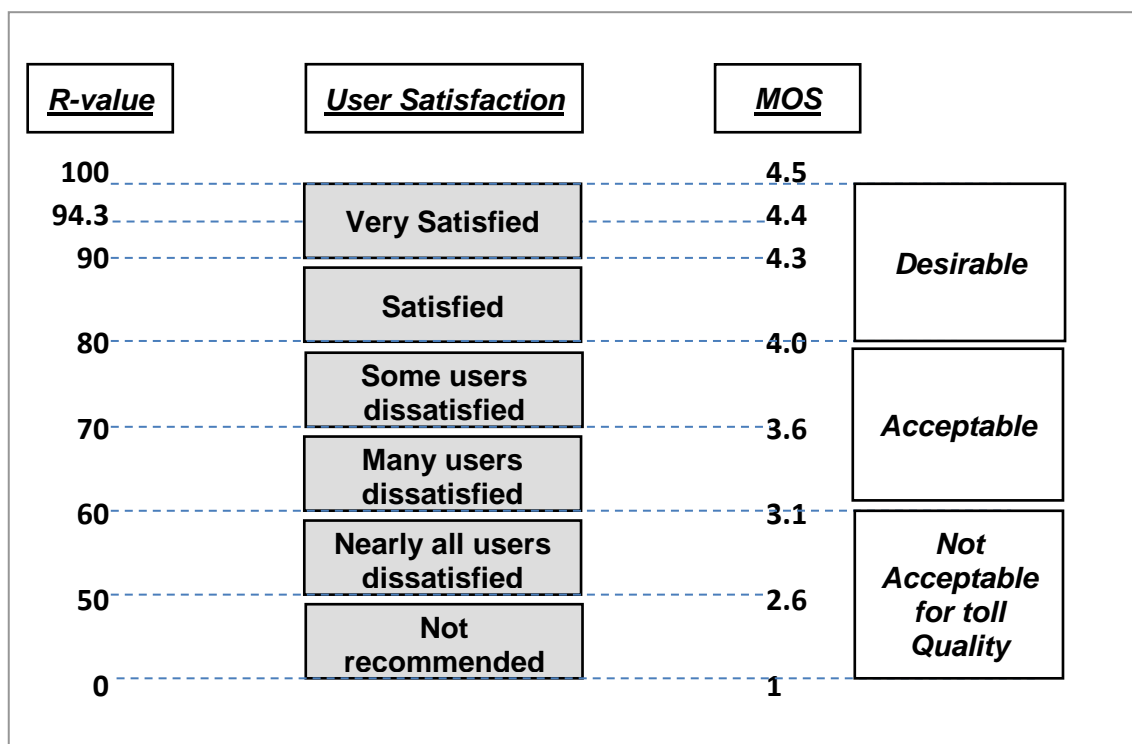 R-value User Satisfaction MOS
100 4.5
Very Satisfied
94.3 4.4
90 4.3
Desirable
Satisfied
80 4.0
Some users
dissatisfied
Acceptable
70 3.6
Many users
dissatisfied
60 3.1
Nearly all users
dissatisfied
Not
Acceptable
for toll
Quality
50 2.6
Not
recommended
0 1